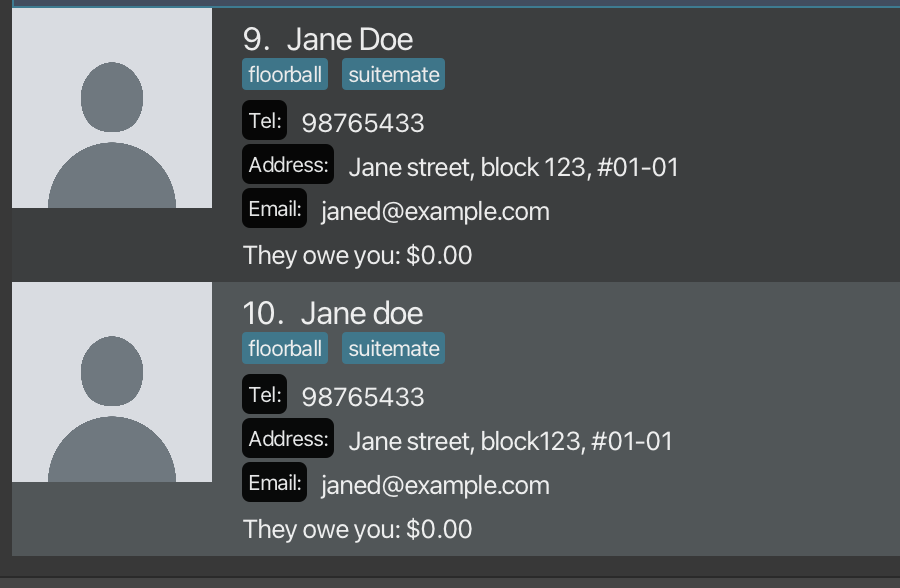 9. Jane Doe
floorball suitemate
Tel: 98765433
Address: Jane street, block 123, #01-01
Email: janed@example.com
They owe you: $0.00
10. Jane doe
floorball suitemate
Tel: 98765433
Address: Jane street, block123, #01-01
Email: janed@example.com
They owe you: $0.00